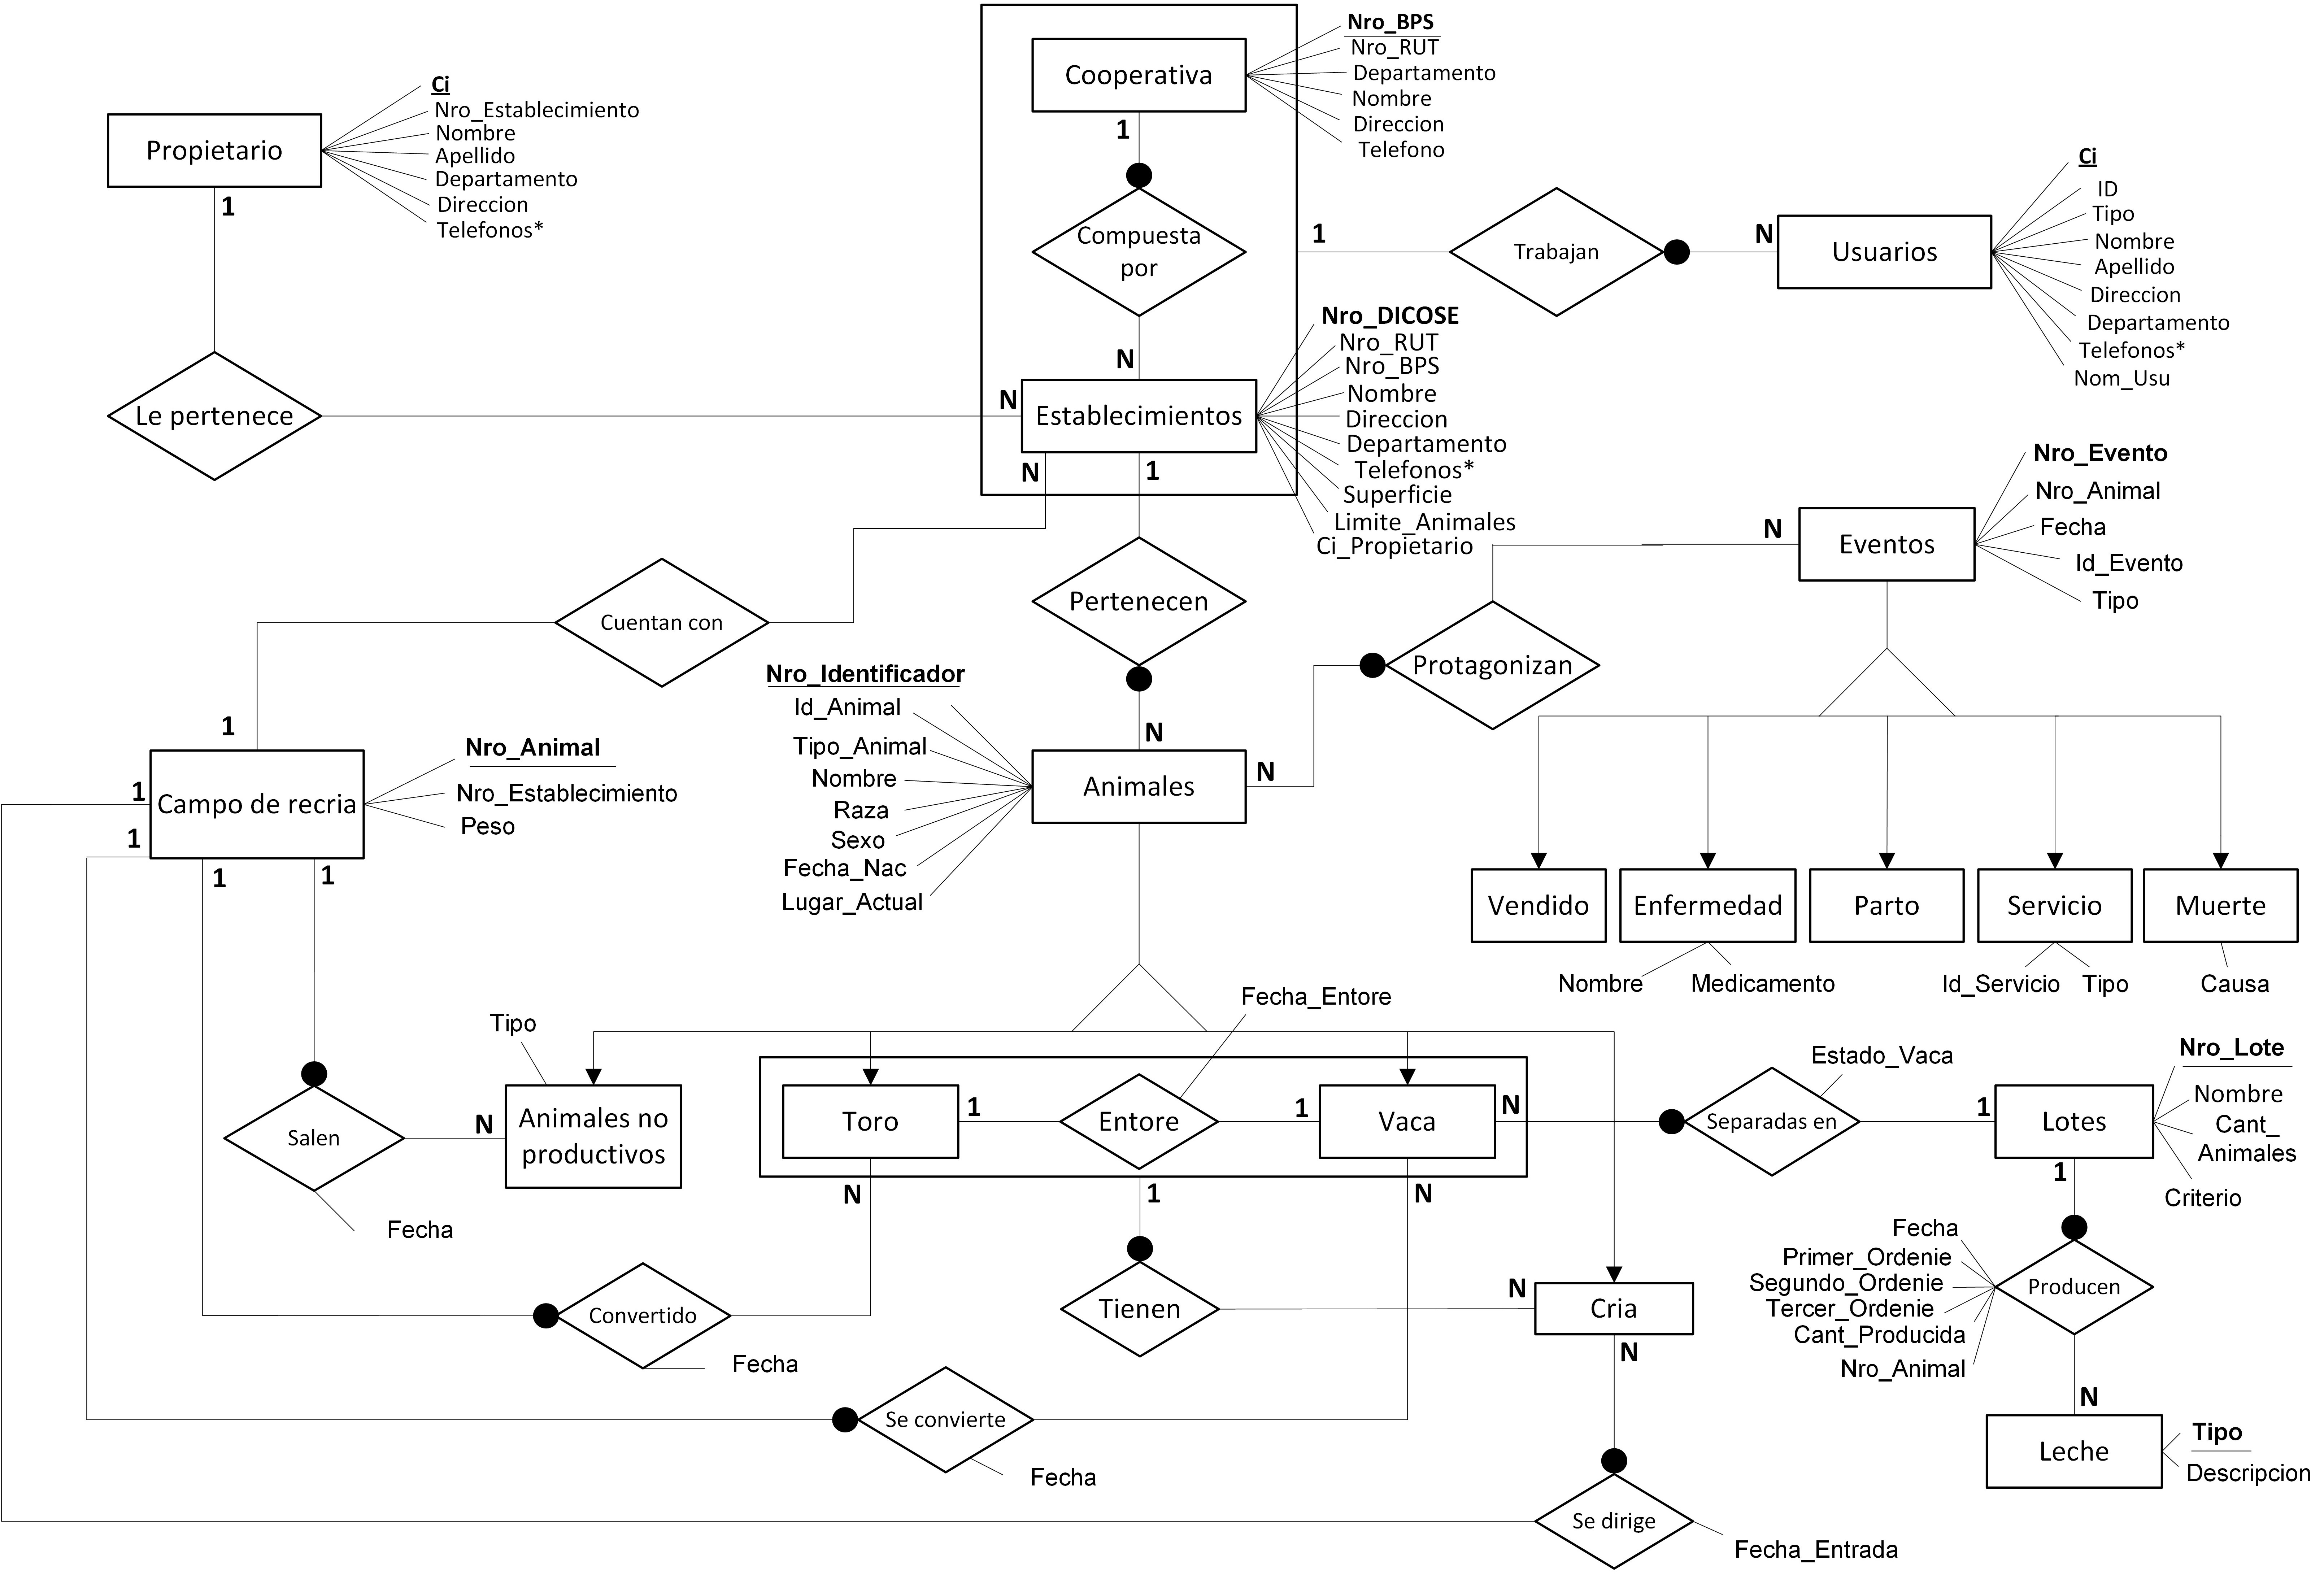 Cooperativa
Nro_BPS
Nro_RUT
Departamento
Nombre
Direccion
Telefono
1
Propietario
Ci
Nro_Establecimiento
Nombre
Apellido
Departamento
Direccion
Telefonos*
1
Compuesta
por
1
Trabajan
N
Usuarios
Ci
ID
Tipo
Nombre
Apellido
Direccion
Departamento
Telefonos*
Nom_Usu
N
Le pertenece
N
Establecimientos
Nro_DICOSE
Nro_RUT
Nro_BPS
Nombre
Direccion
Departamento
Telefonos*
Superficie
Limite_Animales
Ci_Propietario
N
1
N
Eventos
Nro_Evento
Nro_Animal
Fecha
Id_Evento
Tipo
Cuentan con
Pertenecen
Protagonizan
1
N
N
Nro_Identificador
Id_Animal
Tipo_Animal
Nombre
Raza
Sexo
Fecha_Nac
Lugar_Actual
Animales
1
1
Campo de recria
Nro_Animal
Nro_Establecimiento
Peso
1
1
Vendido
Enfermedad
Parto
Servicio
Muerte
Nombre
Medicamento
Id_Servicio
Tipo
Causa
Fecha_Entore
Tipo
Salen
N
Animales no
productivos
Fecha
Toro
1
Entore
1
Vaca
N
Estado_Vaca
Separadas en
1
Lotes
Nro_Lote
Nombre
Cant_
Animales
Criterio
N
1
N
1
Convertido
Fecha
Tienen
N
Cria
N
Fecha
Primer_Ordenie
Segundo_Ordenie
Tercer_Ordenie
Cant_Producida
Nro_Animal
Producen
N
Se convierte
Fecha
Leche
Tipo
Descripcion
Se dirige
Fecha_Entrada